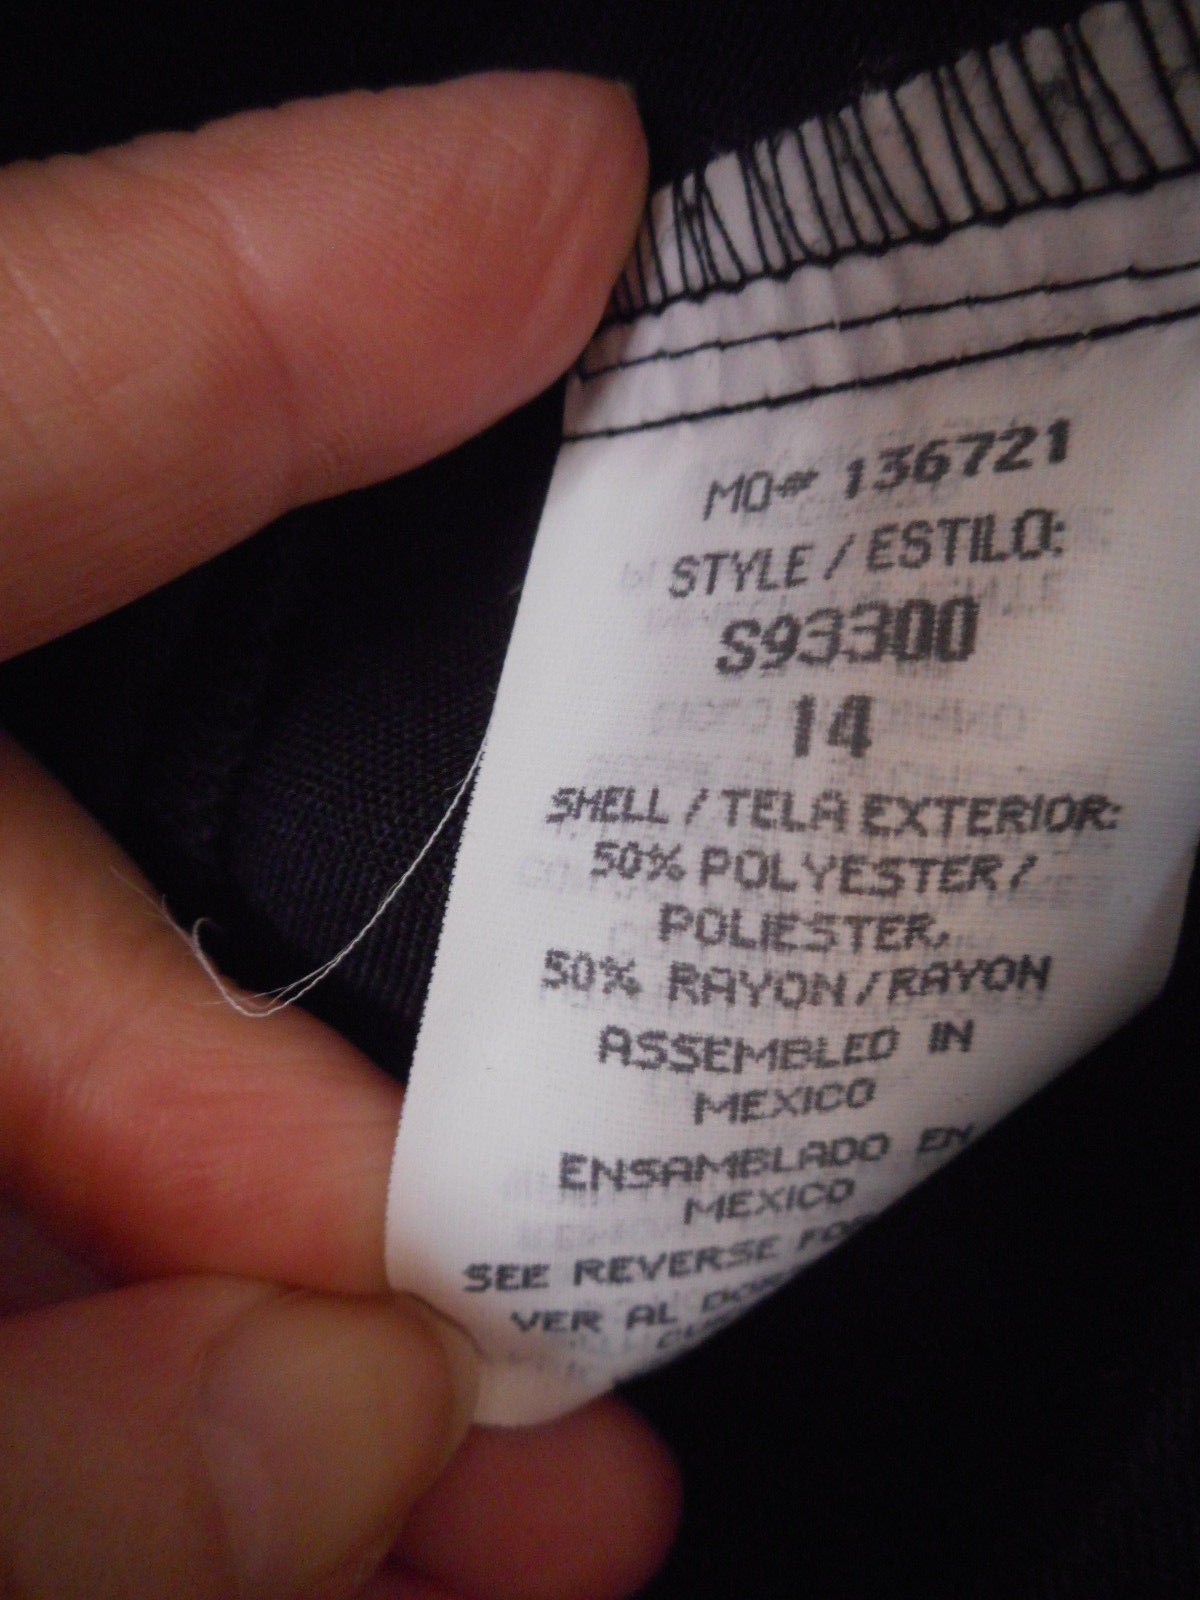 MO# 136721
STYLE / ESTILO:
S93300
14
SHELL / TELA EXTERIOR:
50% POLYESTER /
POLIESTER,
50% RAYON / RAYON
ASSEMBLED IN
MEXICO
ENSAMBLADO EN
MEXICO
SEE REVERSE
VER AL